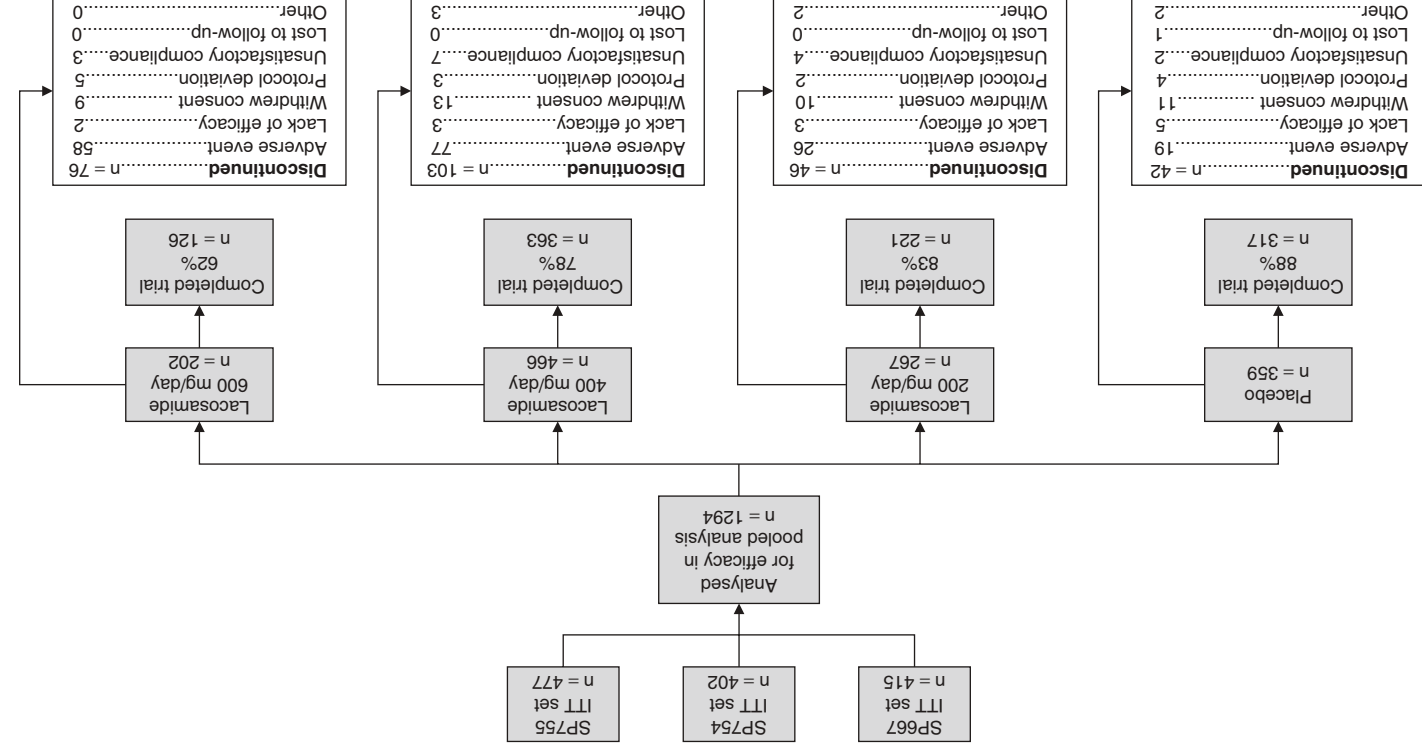 SP667
ITT set
n = 415
SP754
ITT set
n = 402
SP755
ITT set
n = 477
Analysed
for efficacy in
pooled analysis
n = 1294
Placebo
n = 359
Lacosamide
200 mg/day
n = 267
Lacosamide
400 mg/day
n = 466
Lacosamide
600 mg/day
n = 202
Completed trial
88%
n = 317
Completed trial
83%
n = 221
Completed trial
78%
n = 363
Completed trial
62%
n = 126
Discontinued..............n = 42
Adverse event.......................19
Lack of efficacy.......................5
Withdrew consent .................11
Protocol deviation....................4
Unsatisfactory compliance.....2
Lost to follow-up......................1
Other........................................2
Discontinued..............n = 46
Adverse event.......................26
Lack of efficacy.......................3
Withdrew consent .................10
Protocol deviation....................2
Unsatisfactory compliance.....4
Lost to follow-up......................0
Other........................................2
Discontinued............n = 103
Adverse event.......................77
Lack of efficacy.......................3
Withdrew consent .................13
Protocol deviation....................3
Unsatisfactory compliance.....7
Lost to follow-up......................0
Other........................................3
Discontinued..............n = 76
Adverse event.......................58
Lack of efficacy.......................2
Withdrew consent ...................9
Protocol deviation....................5
Unsatisfactory compliance.....3
Lost to follow-up......................0
Other........................................0